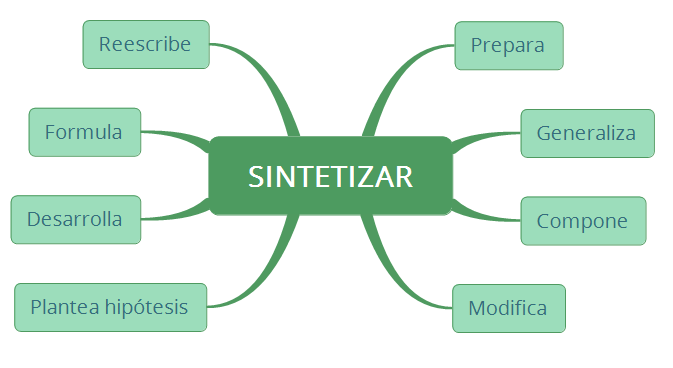 Reescribe
Prepara
Formula
Generaliza
SINTETIZAR
Desarrolla
Compone
Plantea hipótesis
Modifica